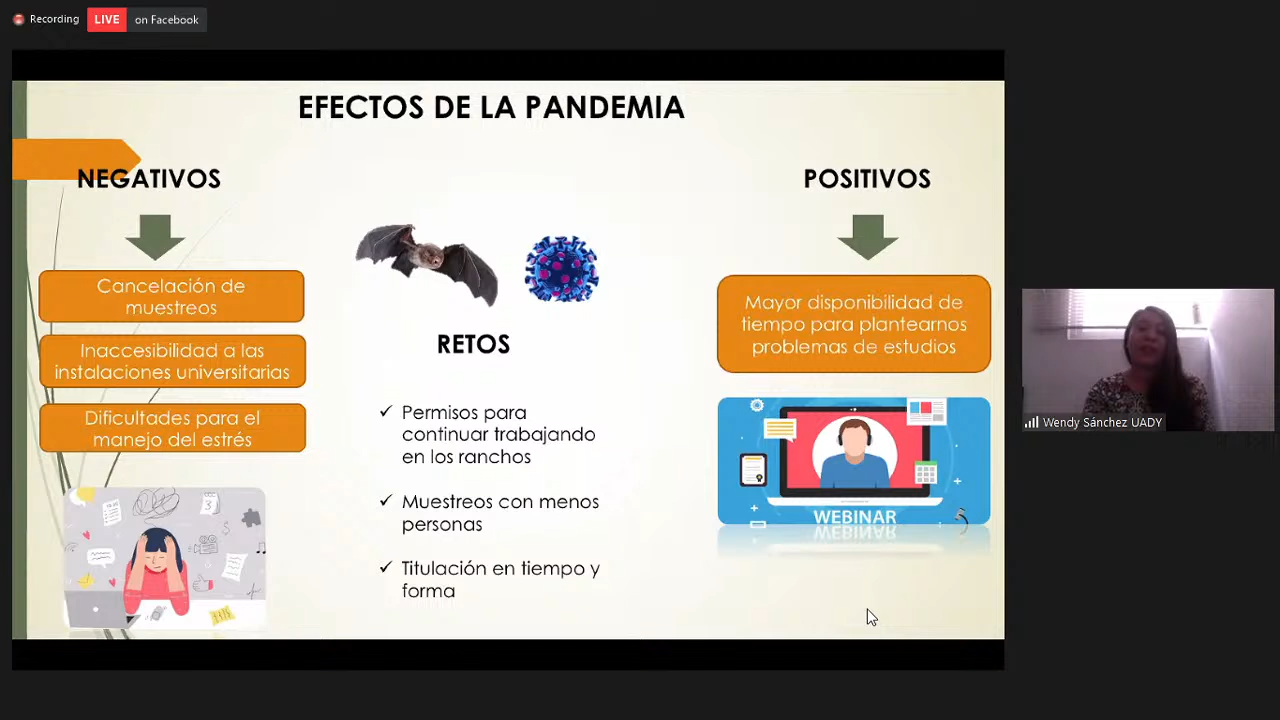 Recording
LIVE on Facebook
EFECTOS DE LA PANDEMIA
NEGATIVOS
Cancelación de
muestreos
Inaccesibilidad a las
instalaciones universitarias
Dificultades para el
manejo del estrés
3
RETOS
✓ Permisos para
continuar trabajando
en los ranchos
✓ Muestreos con menos
personas
✓ Titulación en tiempo y
forma
POSITIVOS
Mayor disponibilidad de
tiempo para plantearnos
problemas de estudios
WEBINAR
Wendy Sánchez UADY